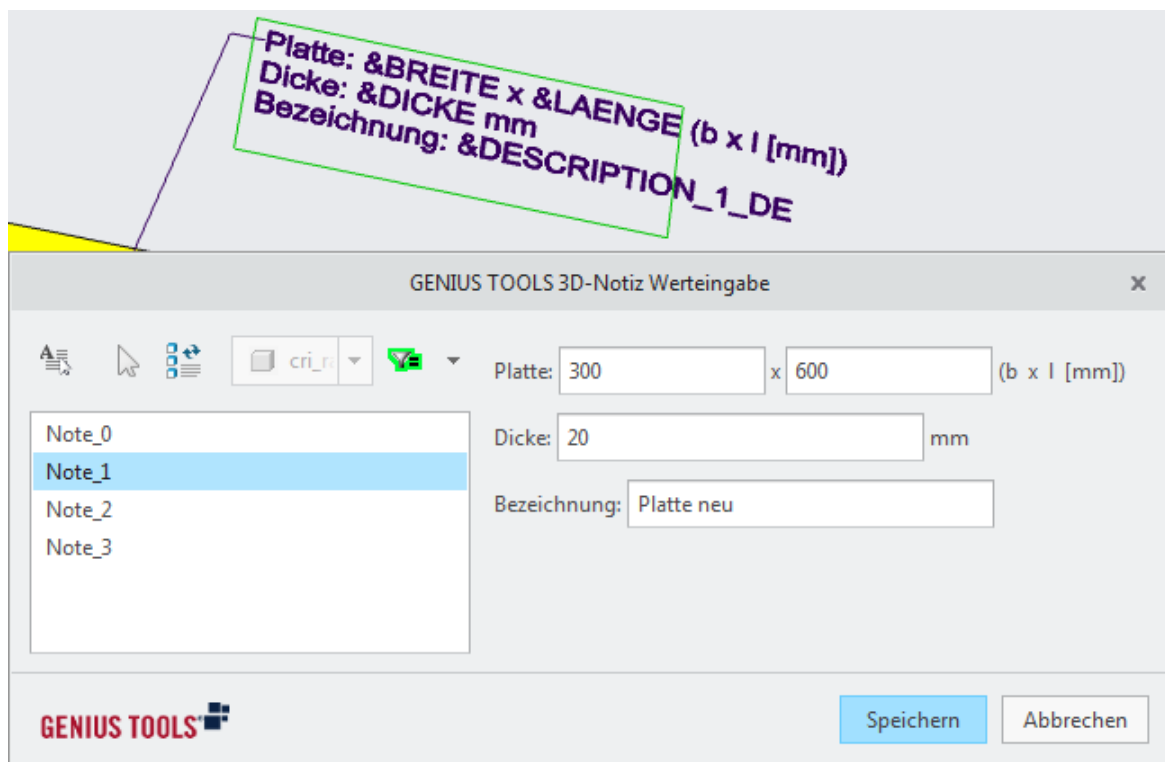 Platte: &BREITE x &LAENGE (b x l [mm])
Dicke: &DICKE mm
Bezeichnung: &DESCRIPTION_1_DE
GENIUS TOOLS 3D-Notiz Werteingabe x
A
cri_r
Platte: 300 x 600 (b x l [mm])
Note_0
Note_1
Note_2
Note_3
Dicke: 20 mm
Bezeichnung: Platte neu
GENIUS TOOLS
Speichern Abbrechen